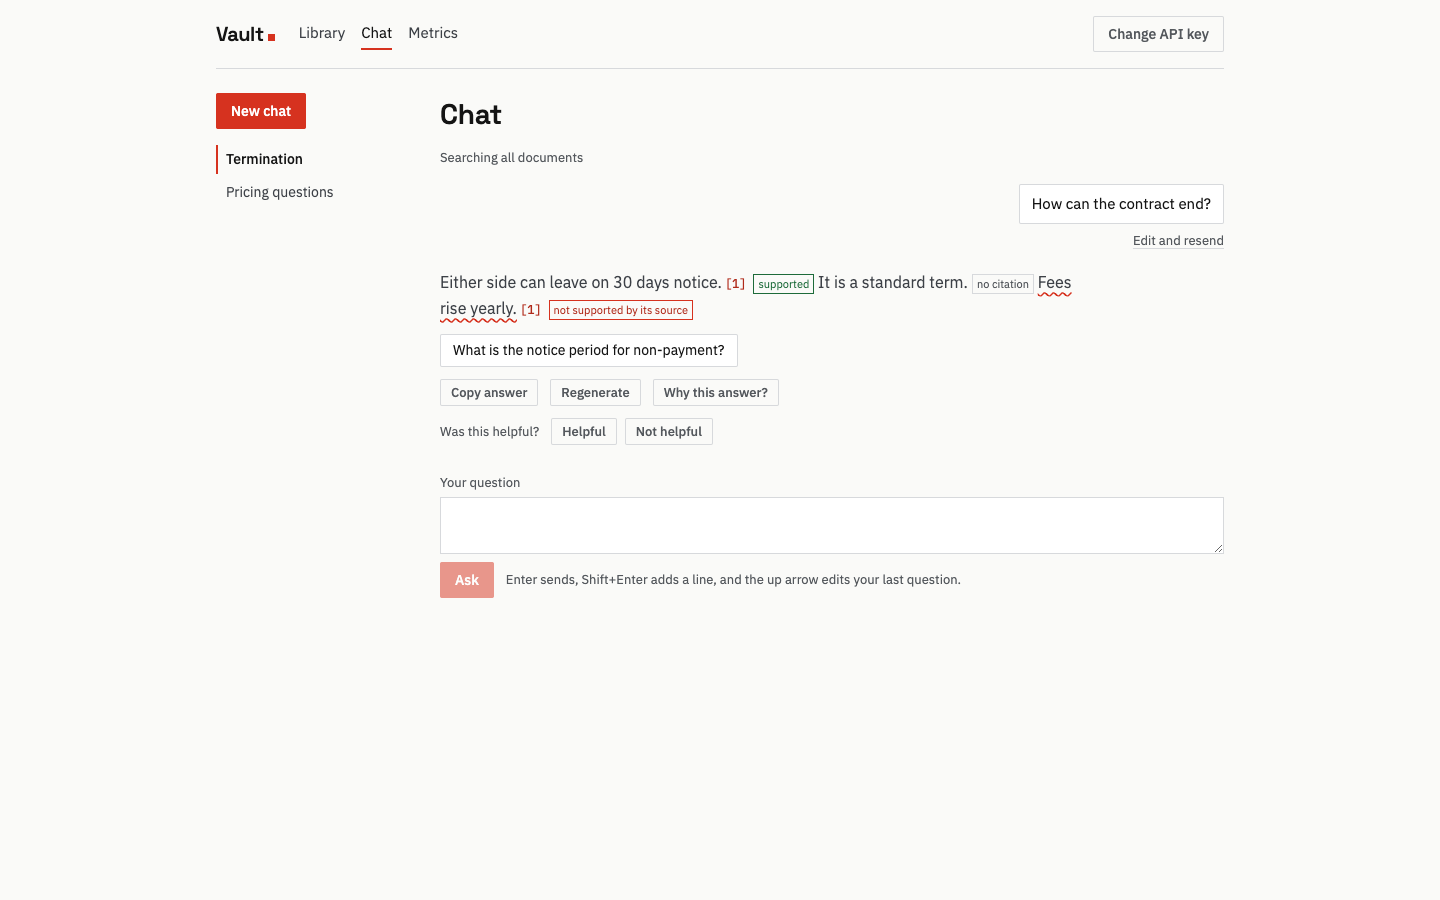 Vault
Library Chat Metrics
Change API key
New chat
Termination
Pricing questions
Chat
Searching all documents
How can the contract end?
Edit and resend
Either side can leave on 30 days notice. [1] supported It is a standard term. no citation Fees
rise yearly. [1] not supported by its source
What is the notice period for non-payment?
Copy answer Regenerate Why this answer?
Was this helpful? Helpful Not helpful
Your question
Ask Enter sends, Shift+Enter adds a line, and the up arrow edits your last question.